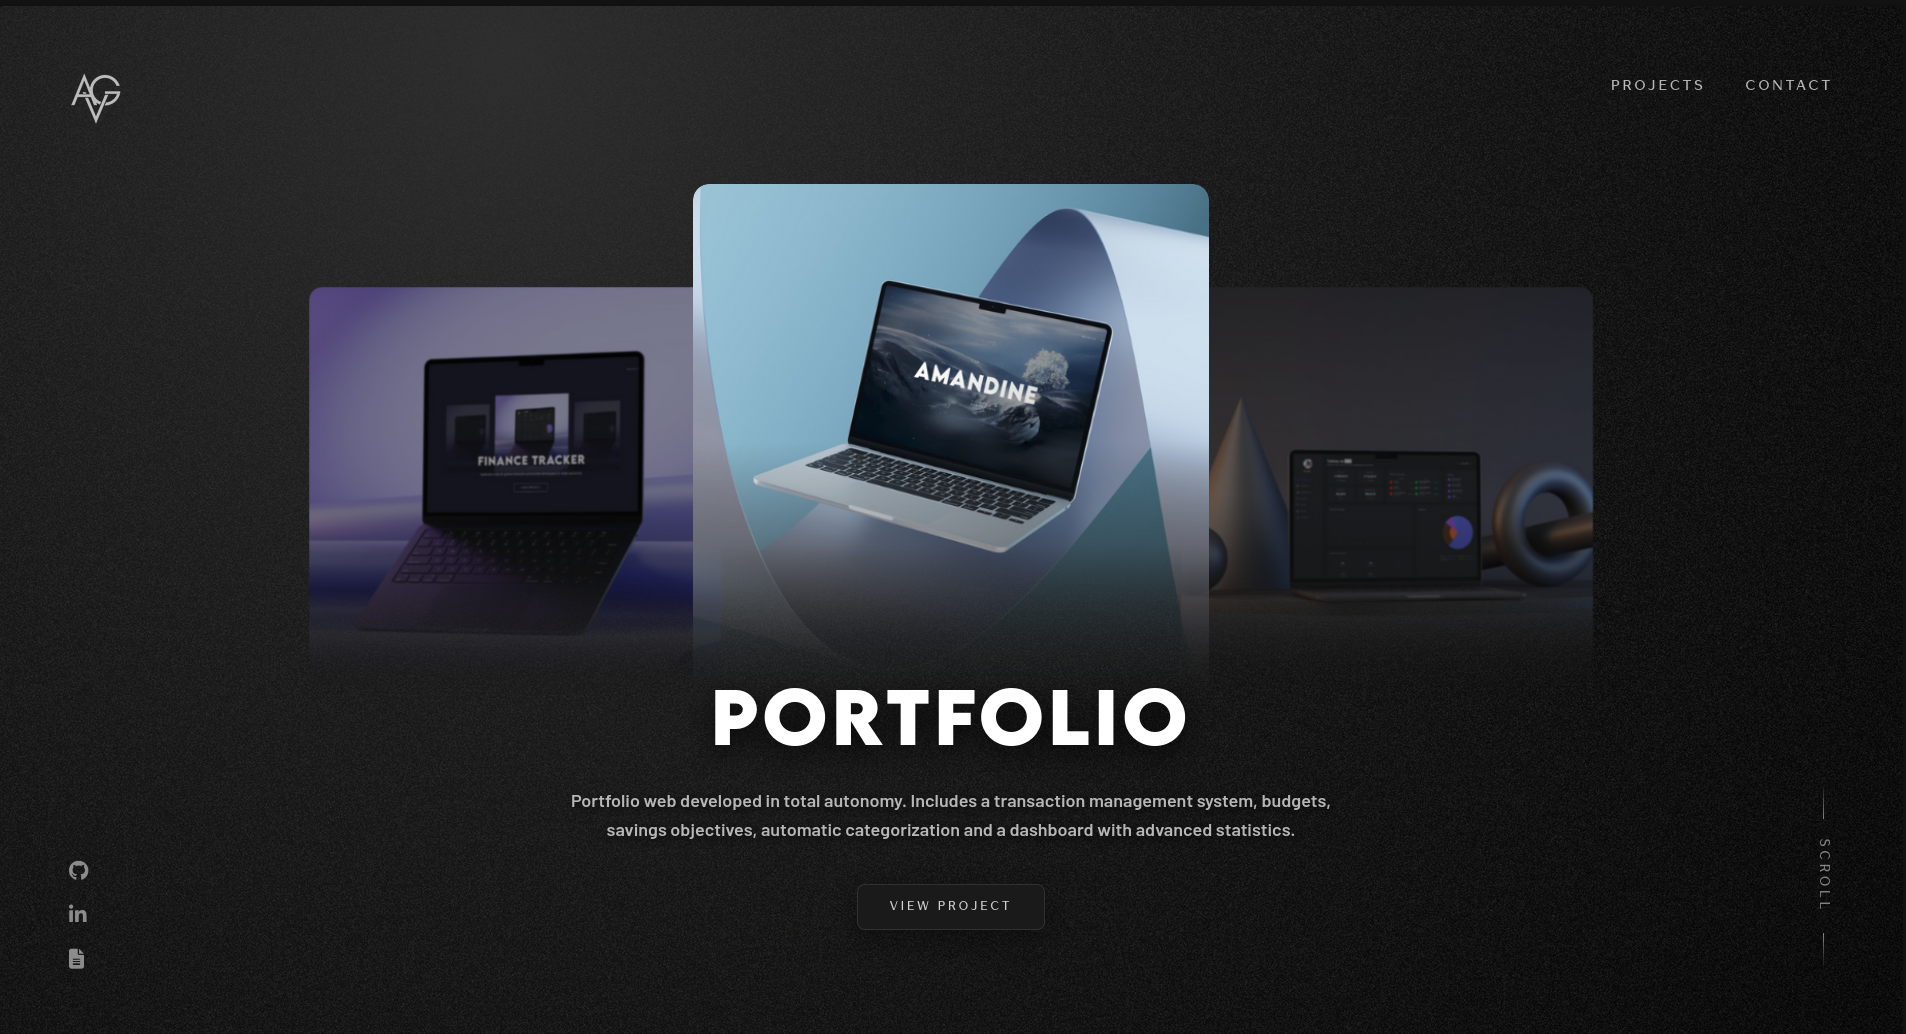 AVG
PROJECTS
CONTACT
AMANDINE
FINANCE TRACKER
PORTFOLIO
Portfolio web developed in total autonomy. Includes a transaction management system, budgets,
savings objectives, automatic categorization and a dashboard with advanced statistics.
VIEW PROJECT
SCROLL